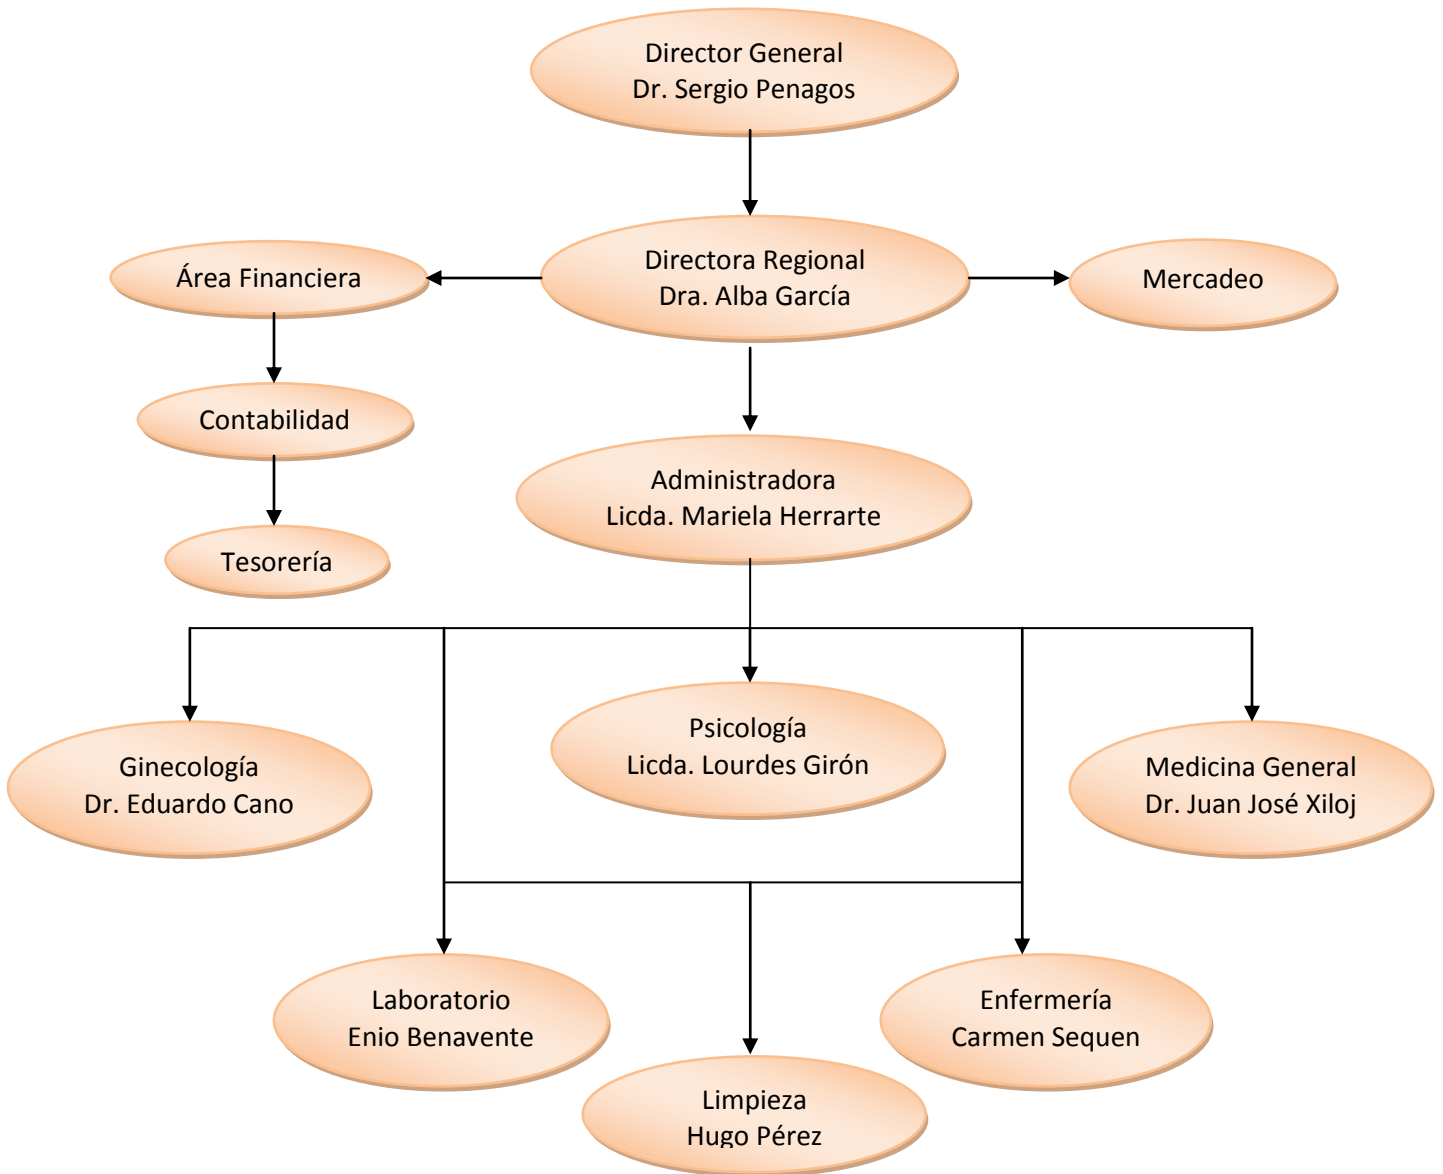 Director General
Dr. Sergio Penagos
Área Financiera
Directora Regional
Dra. Alba García
Mercadeo
Contabilidad
Administradora
Licda. Mariela Herrarte
Tesorería
Psicología
Licda. Lourdes Girón
Ginecología
Dr. Eduardo Cano
Medicina General
Dr. Juan José Xiloj
Laboratorio
Enio Benavente
Enfermería
Carmen Sequen
Limpieza
Hugo Pérez